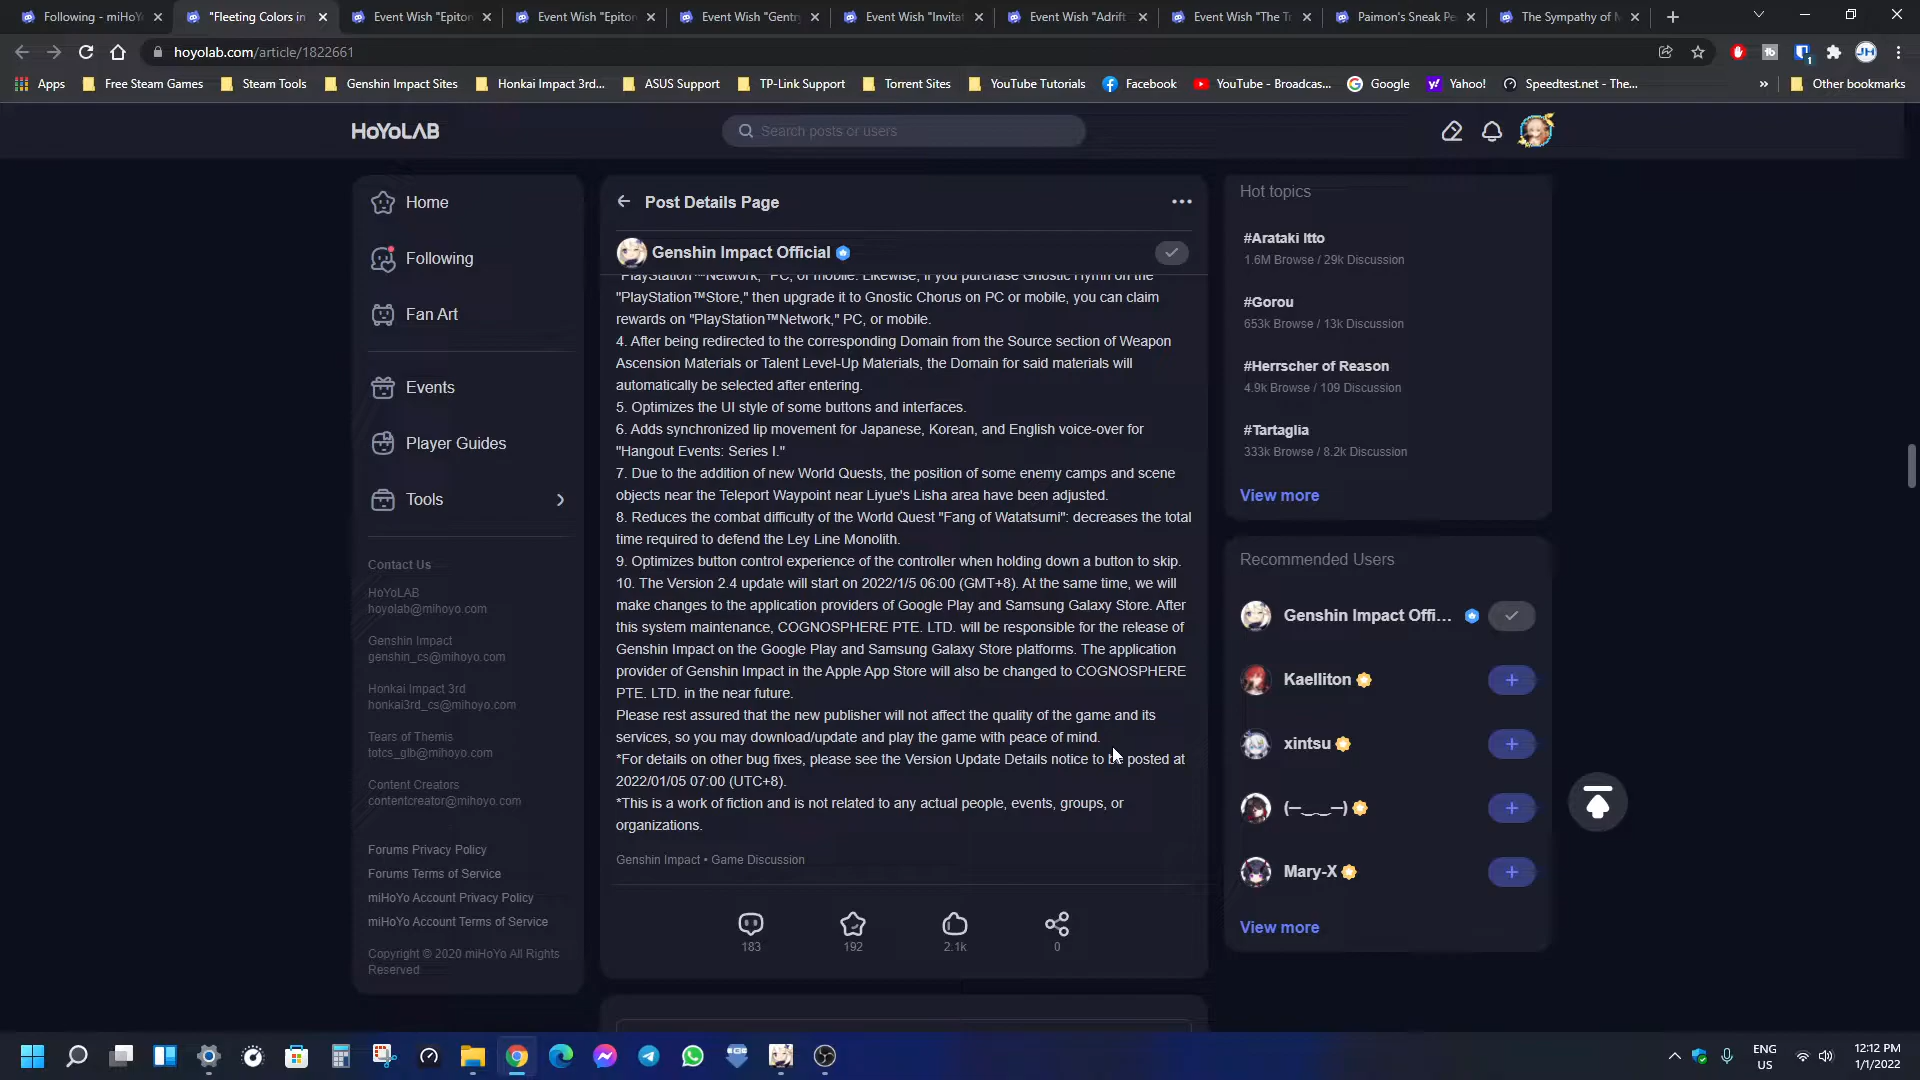 Following - miHoY
"Fleeting Colors in
Event Wish "Epiton
Event Wish "Epiton
Event Wish "Gentry
Event Wish "Invitat
Event Wish "Adrift
Event Wish "The T
Paimon's Sneak Pe
The Sympathy of M
hoyolab.com/article/1822661
JH
Apps
Free Steam Games
Steam Tools
Genshin Impact Sites
Honkai Impact 3rd...
ASUS Support
TP-Link Support
Torrent Sites
YouTube Tutorials
Facebook
YouTube - Broadcas...
Google
Yahoo!
Speedtest.net - The...
»
Other bookmarks
HoYoLAB
Search posts or users
Home
Following
Fan Art
Events
Player Guides
Tools
Contact Us
HoYoLAB
hoyolab@mihoyo.com
Genshin Impact
genshin_cs@mihoyo.com
Honkai Impact 3rd
honkai3rd_cs@mihoyo.com
Tears of Themis
totcs_glb@mihoyo.com
Content Creators
contentcreator@mihoyo.com
Forums Privacy Policy
Forums Terms of Service
miHoYo Account Privacy Policy
miHoYo Account Terms of Service
Copyright © 2020 miHoYo All Rights
Reserved
Post Details Page
Genshin Impact Official
"PlayStation™Network," PC, or mobile. Likewise, if you purchase Gnostic Hymn on the
"PlayStation™Store," then upgrade it to Gnostic Chorus on PC or mobile, you can claim
rewards on "PlayStation™Network," PC, or mobile.
4. After being redirected to the corresponding Domain from the Source section of Weapon
Ascension Materials or Talent Level-Up Materials, the Domain for said materials will
automatically be selected after entering.
5. Optimizes the UI style of some buttons and interfaces.
6. Adds synchronized lip movement for Japanese, Korean, and English voice-over for
"Hangout Events: Series I."
7. Due to the addition of new World Quests, the position of some enemy camps and scene
objects near the Teleport Waypoint near Liyue's Lisha area have been adjusted.
8. Reduces the combat difficulty of the World Quest "Fang of Watatsumi": decreases the total
time required to defend the Ley Line Monolith.
9. Optimizes button control experience of the controller when holding down a button to skip.
10. The Version 2.4 update will start on 2022/1/5 06:00 (GMT+8). At the same time, we will
make changes to the application providers of Google Play and Samsung Galaxy Store. After
this system maintenance, COGNOSPHERE PTE. LTD. will be responsible for the release of
Genshin Impact on the Google Play and Samsung Galaxy Store platforms. The application
provider of Genshin Impact in the Apple App Store will also be changed to COGNOSPHERE
PTE. LTD. in the near future.
Please rest assured that the new publisher will not affect the quality of the game and its
services, so you may download/update and play the game with peace of mind.
*For details on other bug fixes, please see the Version Update Details notice to be posted at
2022/01/05 07:00 (UTC+8).
*This is a work of fiction and is not related to any actual people, events, groups, or
organizations.
Genshin Impact • Game Discussion
183
192
2.1k
0
Hot topics
#Arataki Itto
1.6M Browse / 29k Discussion
#Gorou
653k Browse / 13k Discussion
#Herrscher of Reason
4.9k Browse / 109 Discussion
#Tartaglia
333k Browse / 8.2k Discussion
View more
Recommended Users
Genshin Impact Offi...
Kaelliton
xintsu
(—‿‿—)
Mary-X
View more
ENG
US
12:12 PM
1/1/2022